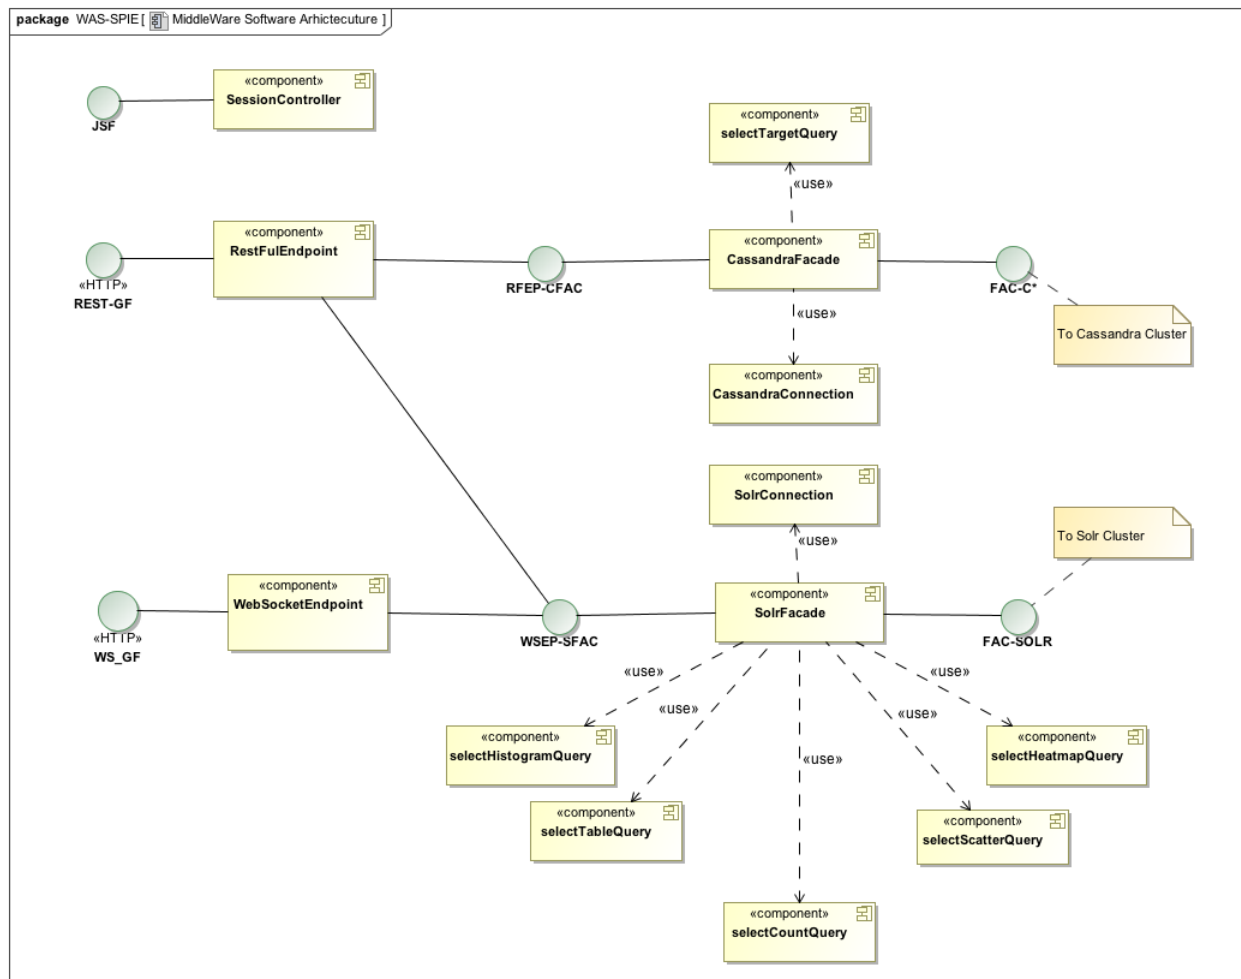 package WAS-SPIE [ MiddleWare Software Arhictecuture ]
«component»
SessionController
JSF
«component»
selectTargetQuery
«use»
«component»
RestFulEndpoint
«HTTP»
REST-GF
RFEP-CFAC
«component»
CassandraFacade
FAC-C*
«use»
To Cassandra Cluster
«component»
CassandraConnection
«component»
SolrConnection
«use»
To Solr Cluster
«component»
WebSocketEndpoint
«HTTP»
WS_GF
WSEP-SFAC
«component»
SolrFacade
FAC-SOLR
«use»
«use»
«use»
«use»
«use»
«component»
selectHistogramQuery
«component»
selectHeatmapQuery
«component»
selectTableQuery
«component»
selectScatterQuery
«component»
selectCountQuery